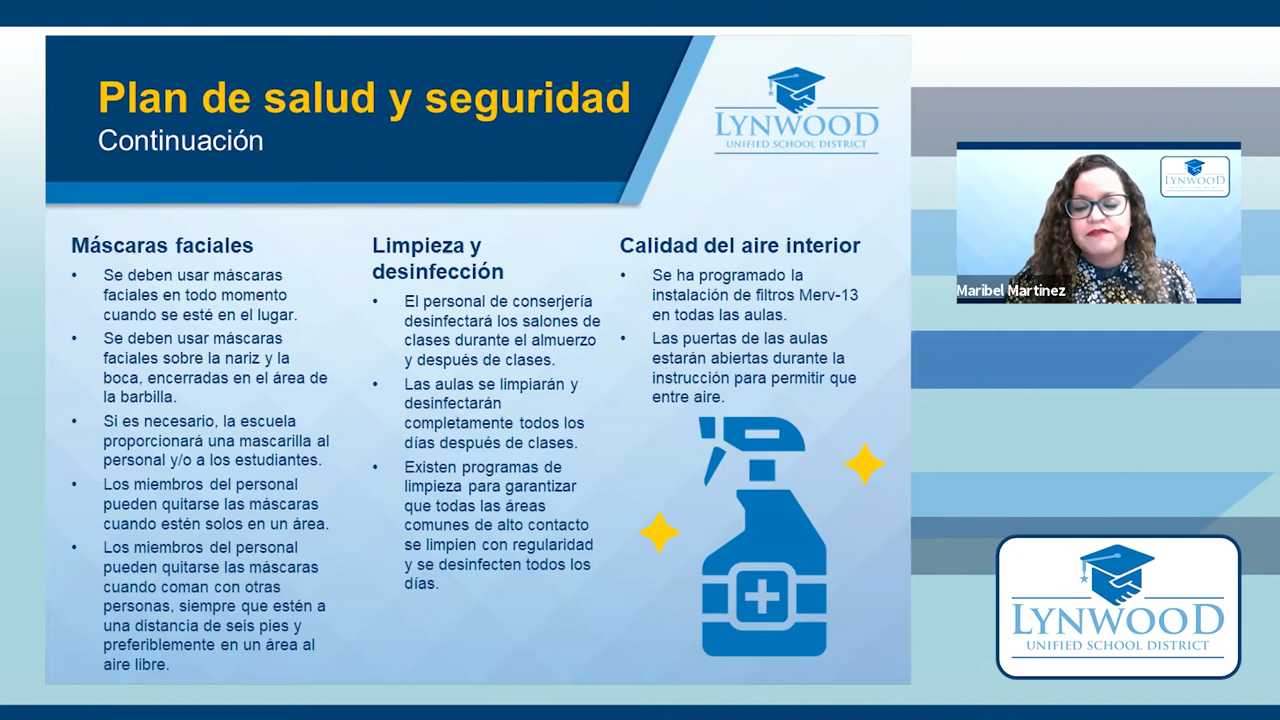 Plan de salud y seguridad
Continuación
LYNWOOD
UNIFIED SCHOOL DISTRICT
Máscaras faciales
• Se deben usar máscaras
faciales en todo momento
cuando se esté en el lugar.
• Se deben usar máscaras
faciales sobre la nariz y la
boca, encerradas en el área de
la barbilla.
• Si es necesario, la escuela
proporcionará una mascarilla al
personal y/o a los estudiantes.
• Los miembros del personal
pueden quitarse las máscaras
cuando estén solos en un área.
• Los miembros del personal
pueden quitarse las máscaras
cuando coman con otras
personas, siempre que estén a
una distancia de seis pies y
preferiblemente en un área al
aire libre.
Limpieza y
desinfección
• El personal de conserjería
desinfectará los salones de
clases durante el almuerzo
y después de clases.
• Las aulas se limpiarán y
desinfectarán
completamente todos los
días después de clases.
• Existen programas de
limpieza para garantizar
que todas las áreas
comunes de alto contacto
se limpien con regularidad
y se desinfecten todos los
días.
Calidad del aire interior
• Se ha programado la
instalación de filtros Merv-13
en todas las aulas.
• Las puertas de las aulas
estarán abiertas durante la
instrucción para permitir que
entre aire.
LYNWOOD
Maribel Martinez
LYNWOOD
UNIFIED SCHOOL DISTRICT